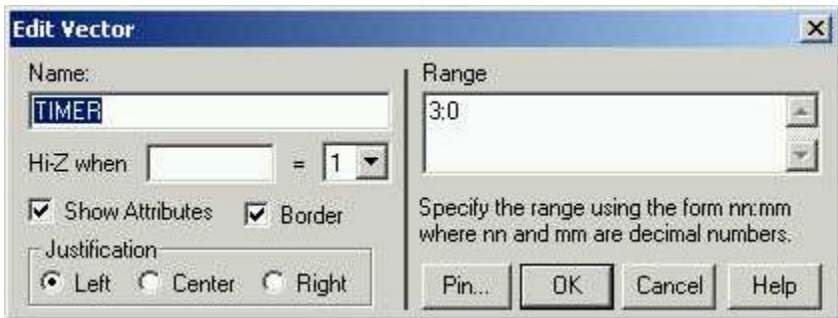 Edit Vector
Name:
TIMER
Hi-Z when = 1
Show Attributes Border
Justification
Left Center Right
Range
3:0
Specify the range using the form nn:mm
where nn and mm are decimal numbers.
Pin... OK Cancel Help